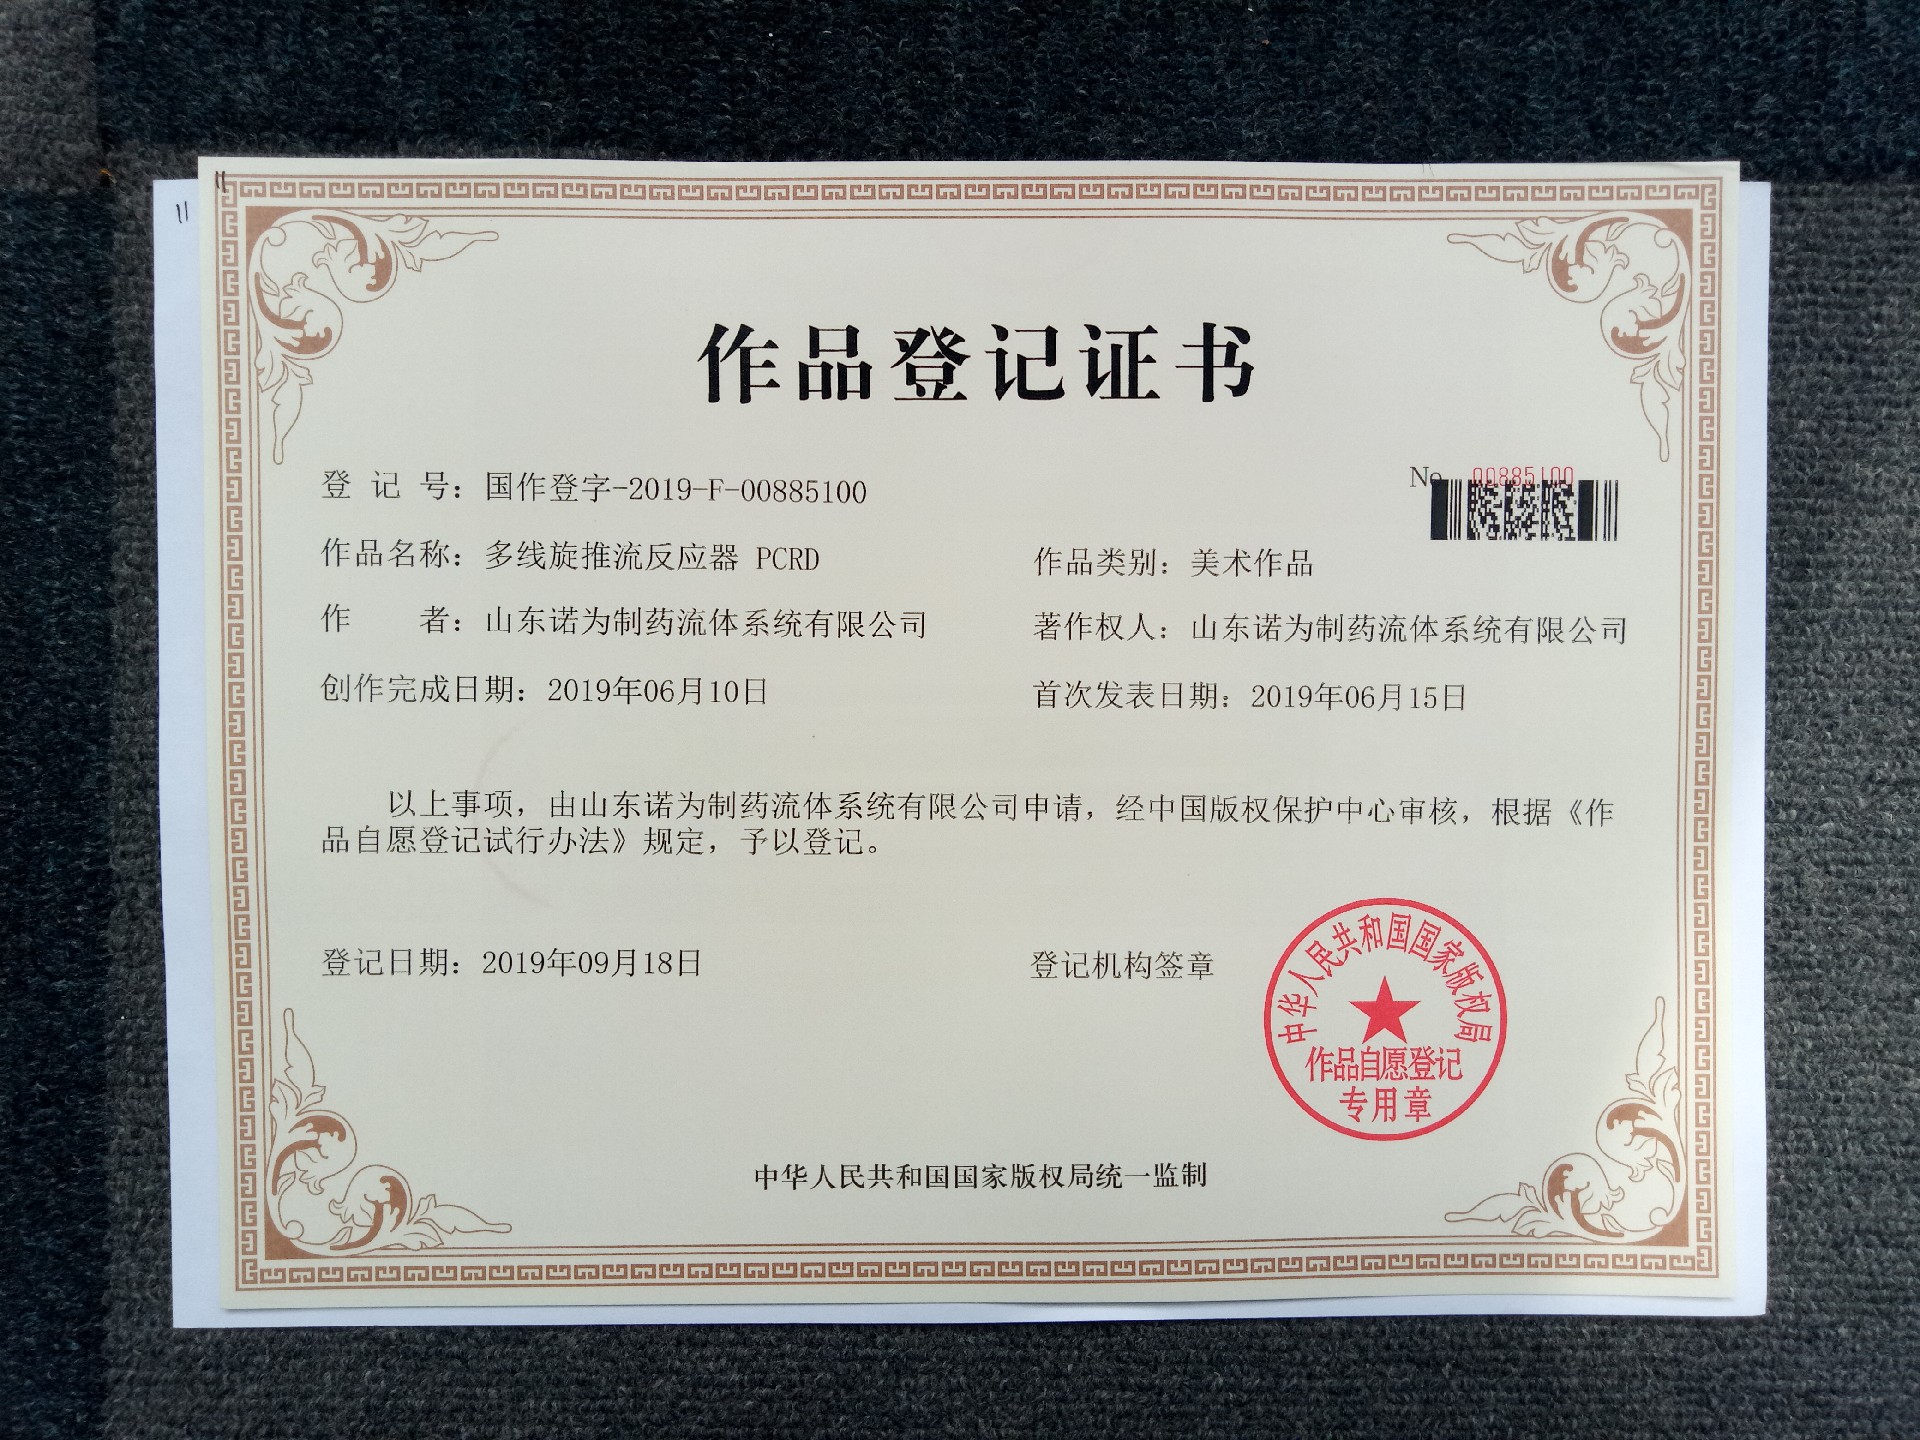 11
11
作品登记证书
登 记 号：国作登字-2019-F-00885100
No. 00885100
作品名称：多线旋推流反应器 PCRD
作品类别：美术作品
作 者：山东诺为制药流体系统有限公司
著作权人：山东诺为制药流体系统有限公司
创作完成日期：2019年06月10日
首次发表日期：2019年06月15日
以上事项，由山东诺为制药流体系统有限公司申请，经中国版权保护中心审核，根据《作
品自愿登记试行办法》规定，予以登记。
登记日期：2019年09月18日
登记机构签章
中华人民共和国国家版权局
作品自愿登记
专用章
中华人民共和国国家版权局统一监制